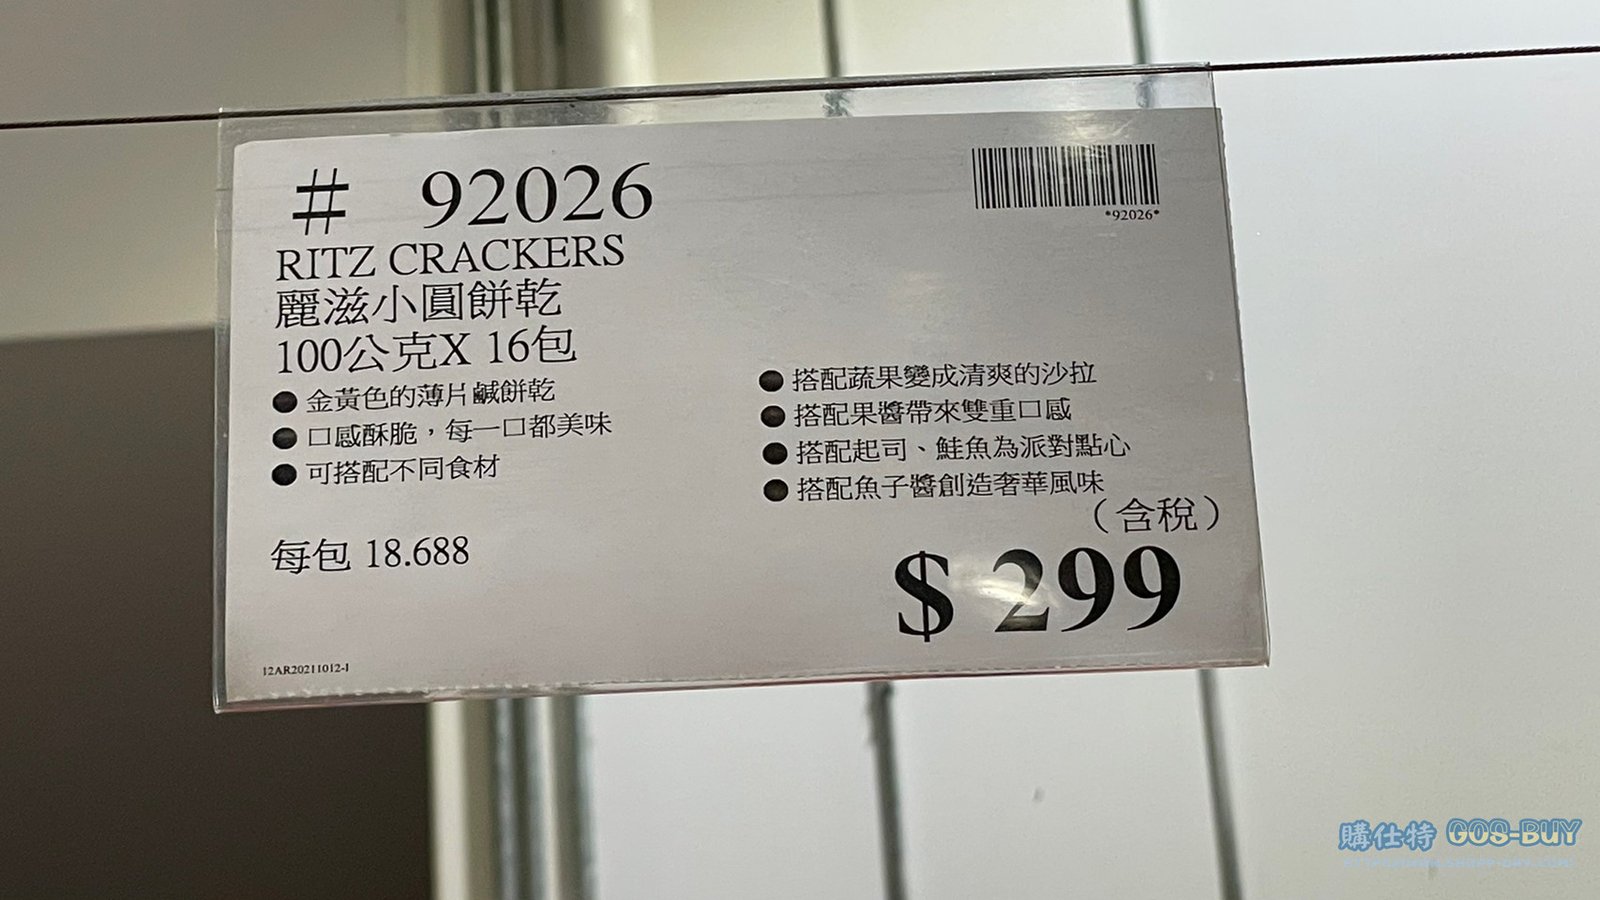 # 92026
*92026*
RITZ CRACKERS
麗滋小圓餅乾
100公克X 16包
● 金黃色的薄片鹹餅乾
● 口感酥脆，每一口都美味
● 可搭配不同食材
● 搭配蔬果變成清爽的沙拉
● 搭配果醬帶來雙重口感
● 搭配起司、鮭魚為派對點心
● 搭配魚子醬創造奢華風味
（含稅）
每包 18.688
$ 299
12AR20211012-1
購仕特 GOS-BUY